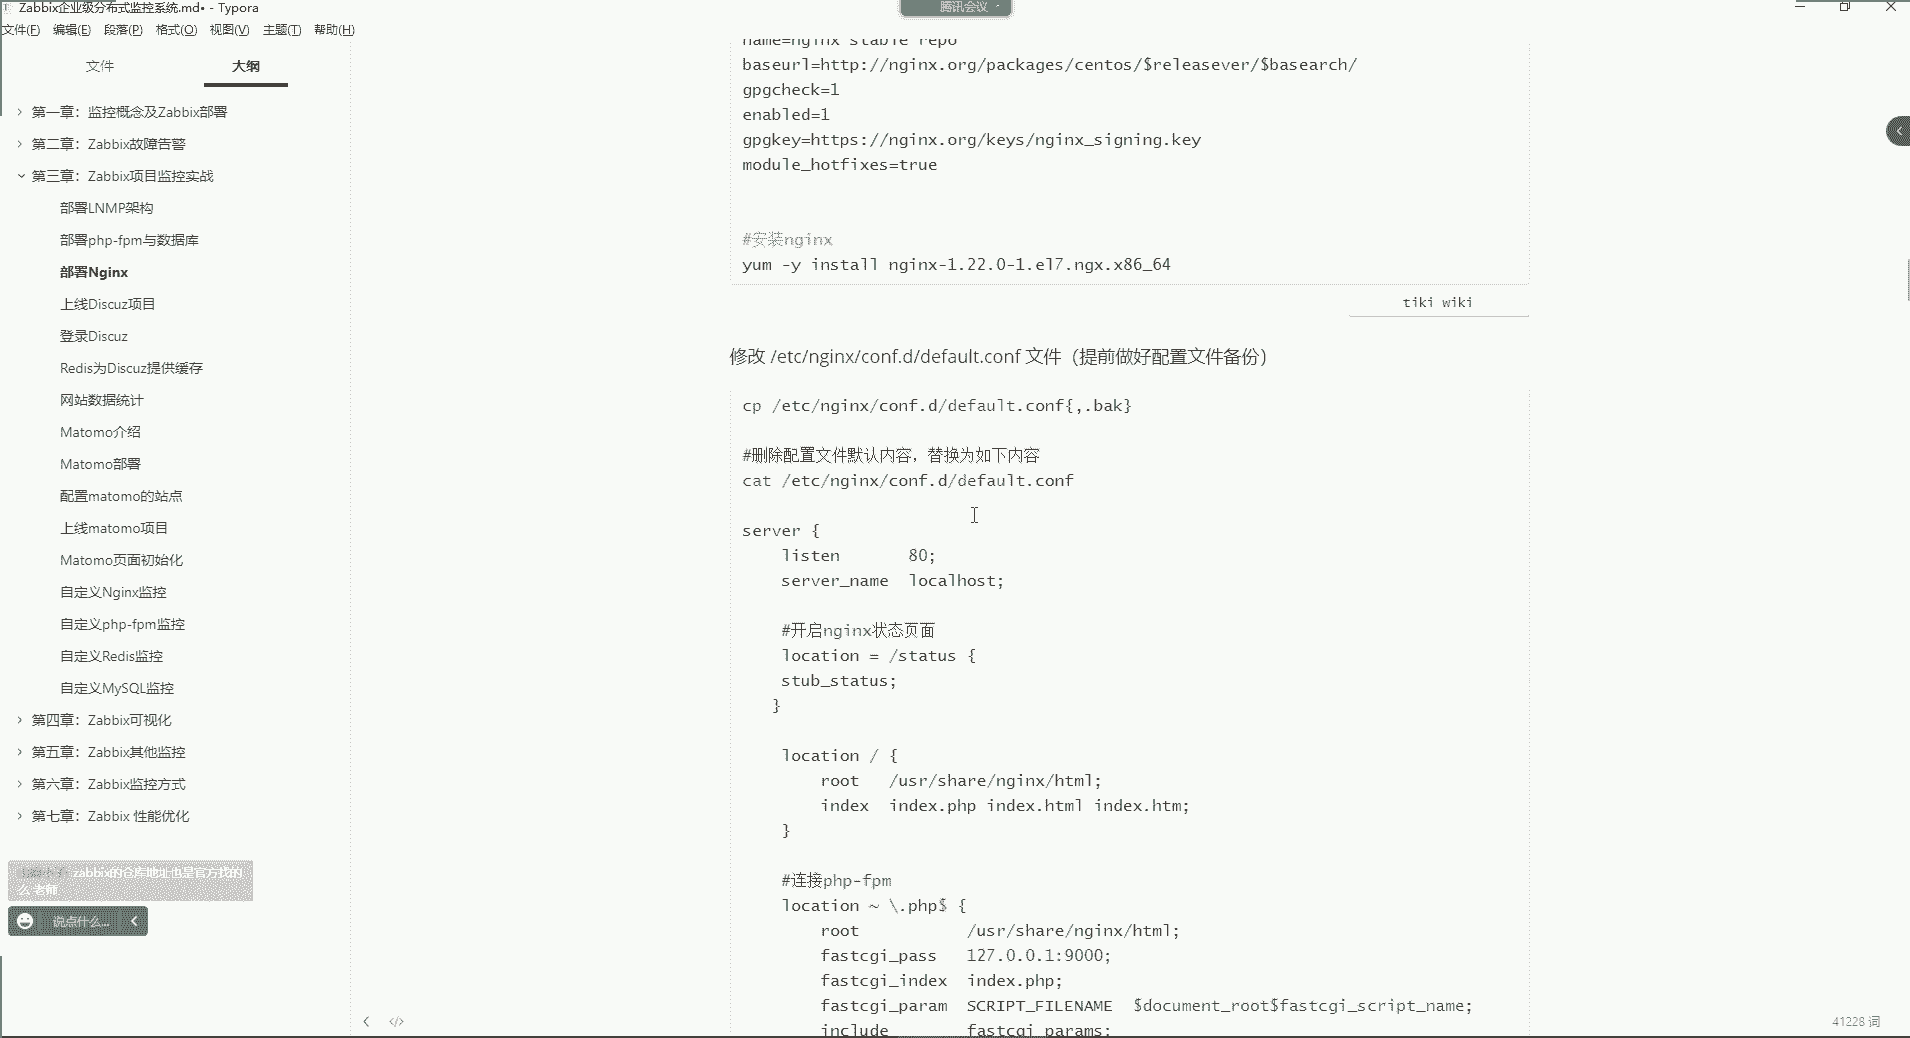 Zabbix企业级分布式监控系统.md• - Typora
腾讯会议
文件(F) 编辑(E) 段落(P) 格式(O) 视图(V) 主题(T) 帮助(H)
文件 大纲
第一章：监控概念及Zabbix部署
第二章：Zabbix故障告警
第三章：Zabbix项目监控实战
部署LNMP架构
部署php-fpm与数据库
部署Nginx
上线Discuz项目
登录Discuz
Redis为Discuz提供缓存
网站数据统计
Matomo介绍
Matomo部署
配置matomo的站点
上线matomo项目
Matomo页面初始化
自定义Nginx监控
自定义php-fpm监控
自定义Redis监控
自定义MySQL监控
第四章：Zabbix可视化
第五章：Zabbix其他监控
第六章：Zabbix监控方式
第七章：Zabbix 性能优化
zabbix的仓库地址也是官方找的
么 老师
说点什么...
name=nginx stable repo
baseurl=http://nginx.org/packages/centos/$releasever/$basearch/
gpgcheck=1
enabled=1
gpgkey=https://nginx.org/keys/nginx_signing.key
module_hotfixes=true
#安装nginx
yum -y install nginx-1.22.0-1.el7.ngx.x86_64
tiki wiki
修改 /etc/nginx/conf.d/default.conf 文件（提前做好配置文件备份）
cp /etc/nginx/conf.d/default.conf{,.bak}
#删除配置文件默认内容，替换为如下内容
cat /etc/nginx/conf.d/default.conf
server {
listen 80;
server_name localhost;
#开启nginx状态页面
location = /status {
stub_status;
}
location / {
root /usr/share/nginx/html;
index index.php index.html index.htm;
}
#连接php-fpm
location ~ \.php$ {
root /usr/share/nginx/html;
fastcgi_pass 127.0.0.1:9000;
fastcgi_index index.php;
fastcgi_param SCRIPT_FILENAME $document_root$fastcgi_script_name;
include fastcgi_params;
41228 词